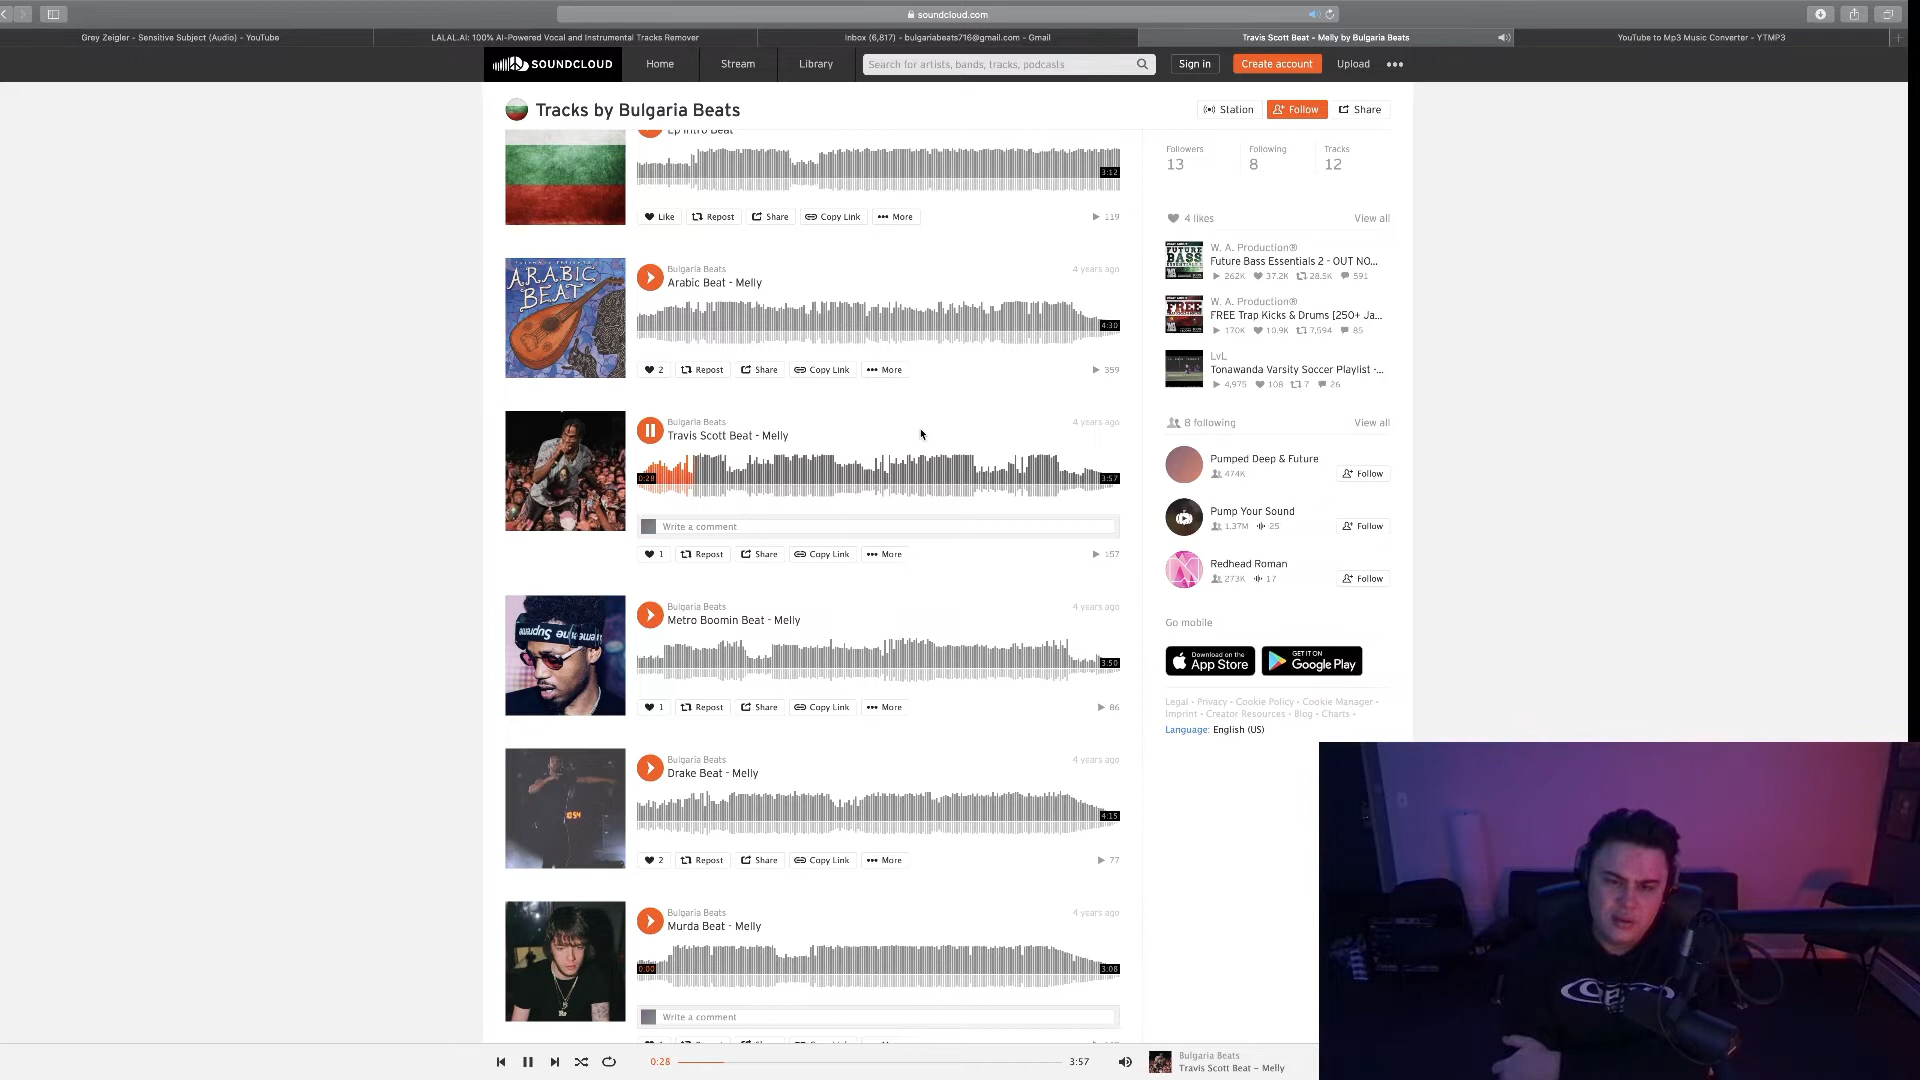 soundcloud.com
Grey Zeigler - Sensitive Subject (Audio) - YouTube
LALAL.AI: 100% AI-Powered Vocal and Instrumental Tracks Remover
Inbox (6,817) - bulgariabeats716@gmail.com - Gmail
Travis Scott Beat - Melly by Bulgaria Beats
YouTube to Mp3 Music Converter - YTMP3
SOUNDCLOUD
Home
Stream
Library
Search for artists, bands, tracks, podcasts
Sign in
Create account
Upload
Tracks by Bulgaria Beats
Station
Follow
Share
Ep Intro Beat
3:12
Like
Repost
Share
Copy Link
More
119
ARABIC
BEAT
Bulgaria Beats
4 years ago
Arabic Beat - Melly
4:30
2
Repost
Share
Copy Link
More
359
Bulgaria Beats
4 years ago
Travis Scott Beat - Melly
0:28
3:57
Write a comment
1
Repost
Share
Copy Link
More
157
Supreme
Bulgaria Beats
4 years ago
Metro Boomin Beat - Melly
3:50
1
Repost
Share
Copy Link
More
86
Bulgaria Beats
4 years ago
Drake Beat - Melly
4:15
2
Repost
Share
Copy Link
More
77
Bulgaria Beats
4 years ago
Murda Beat - Melly
0:00
3:08
Write a comment
Followers
13
Following
8
Tracks
12
4 likes
View all
FUTURE
BASS
W. A. Production®
Future Bass Essentials 2 - OUT NO...
262K 37.2K 28.5K 591
FREE
W. A. Production®
FREE Trap Kicks & Drums [250+ Ja...
170K 10.9K 7,594 85
LvL
Tonawanda Varsity Soccer Playlist -...
4,975 108 7 26
8 following
View all
Pumped Deep & Future
474K
Follow
Pump Your Sound
1.37M 25
Follow
Redhead Roman
273K 17
Follow
Go mobile
Download on the
App Store
GET IT ON
Google Play
Legal - Privacy - Cookie Policy - Cookie Manager -
Imprint - Creator Resources - Blog - Charts -
Language: English (US)
0:28
3:57
Bulgaria Beats
Travis Scott Beat - Melly